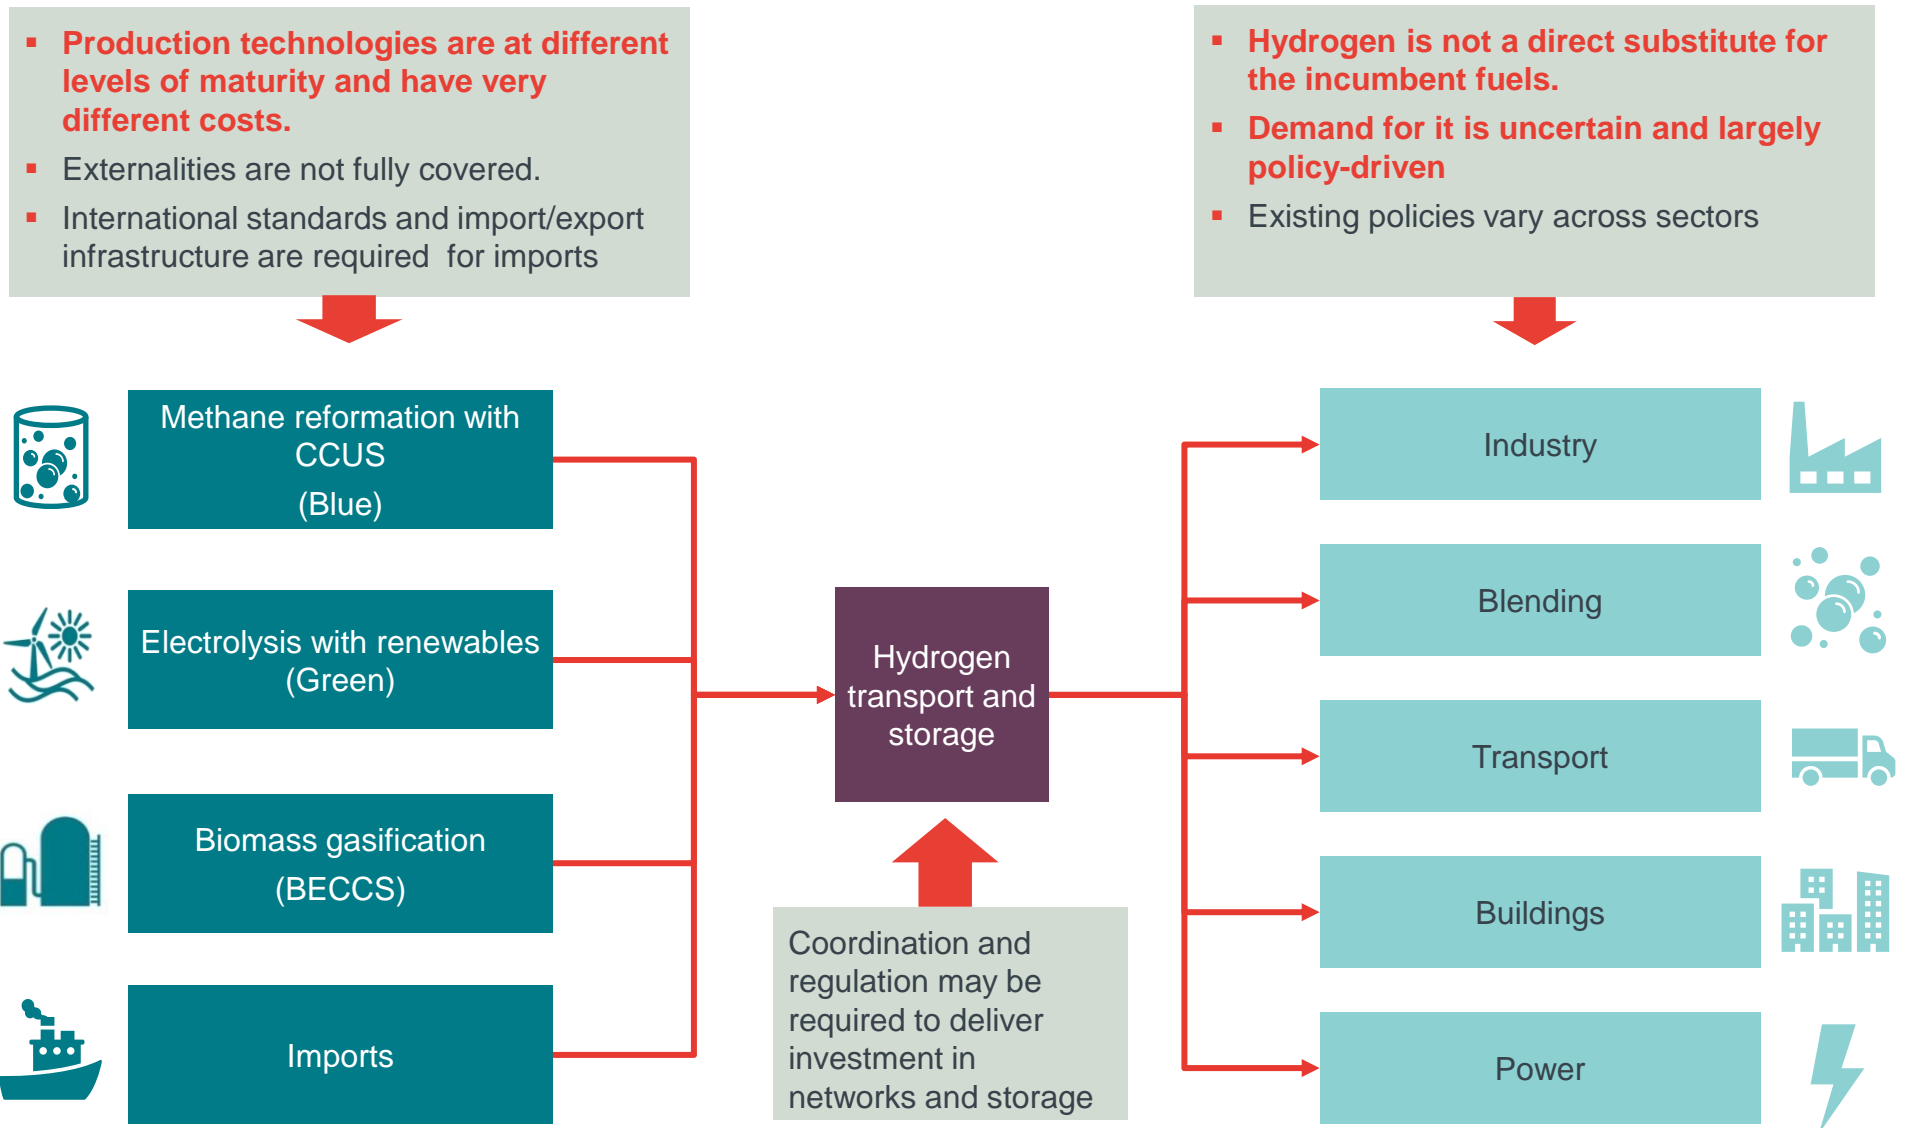 ▪ Production technologies are at different
levels of maturity and have very
different costs.
▪ Externalities are not fully covered.
▪ International standards and import/export
infrastructure are required for imports
▪ Hydrogen is not a direct substitute for
the incumbent fuels.
▪ Demand for it is uncertain and largely
policy-driven
▪ Existing policies vary across sectors
Methane reformation with
CCUS
(Blue)
Electrolysis with renewables
(Green)
Biomass gasification
(BECCS)
Imports
Hydrogen
transport and
storage
Coordination and
regulation may be
required to deliver
investment in
networks and storage
Industry
Blending
Transport
Buildings
Power